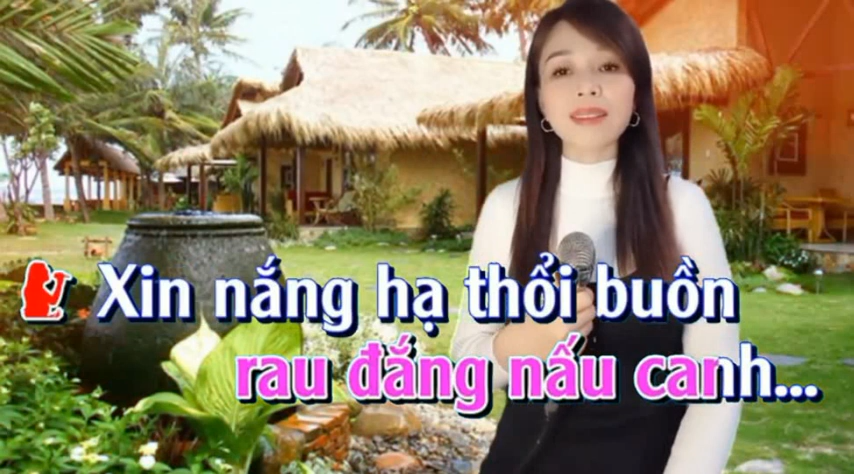 Xin nắng hạ thổi buồn
rau đắng nấu canh...